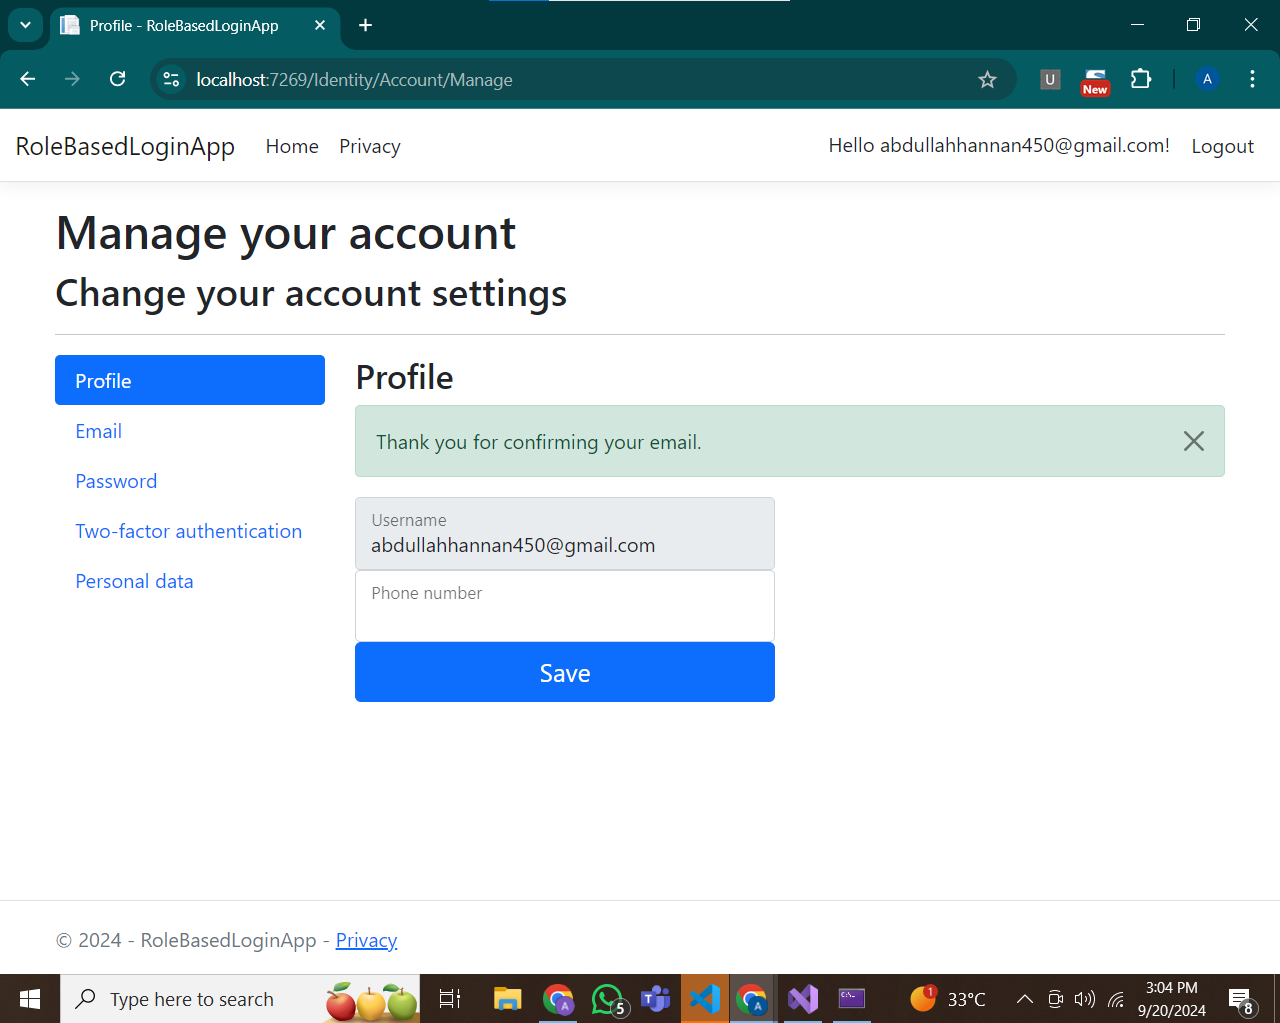 Profile - RoleBasedLoginApp
localhost:7269/Identity/Account/Manage
U
New
A
RoleBasedLoginApp Home Privacy Hello abdullahhannan450@gmail.com! Logout
Manage your account
Change your account settings
Profile
Email
Password
Two-factor authentication
Personal data
Profile
Thank you for confirming your email.
Username
abdullahhannan450@gmail.com
Phone number
Save
© 2024 - RoleBasedLoginApp - Privacy
Type here to search
A
5
T
A
C:\_
1
33°C
3:04 PM
9/20/2024
8